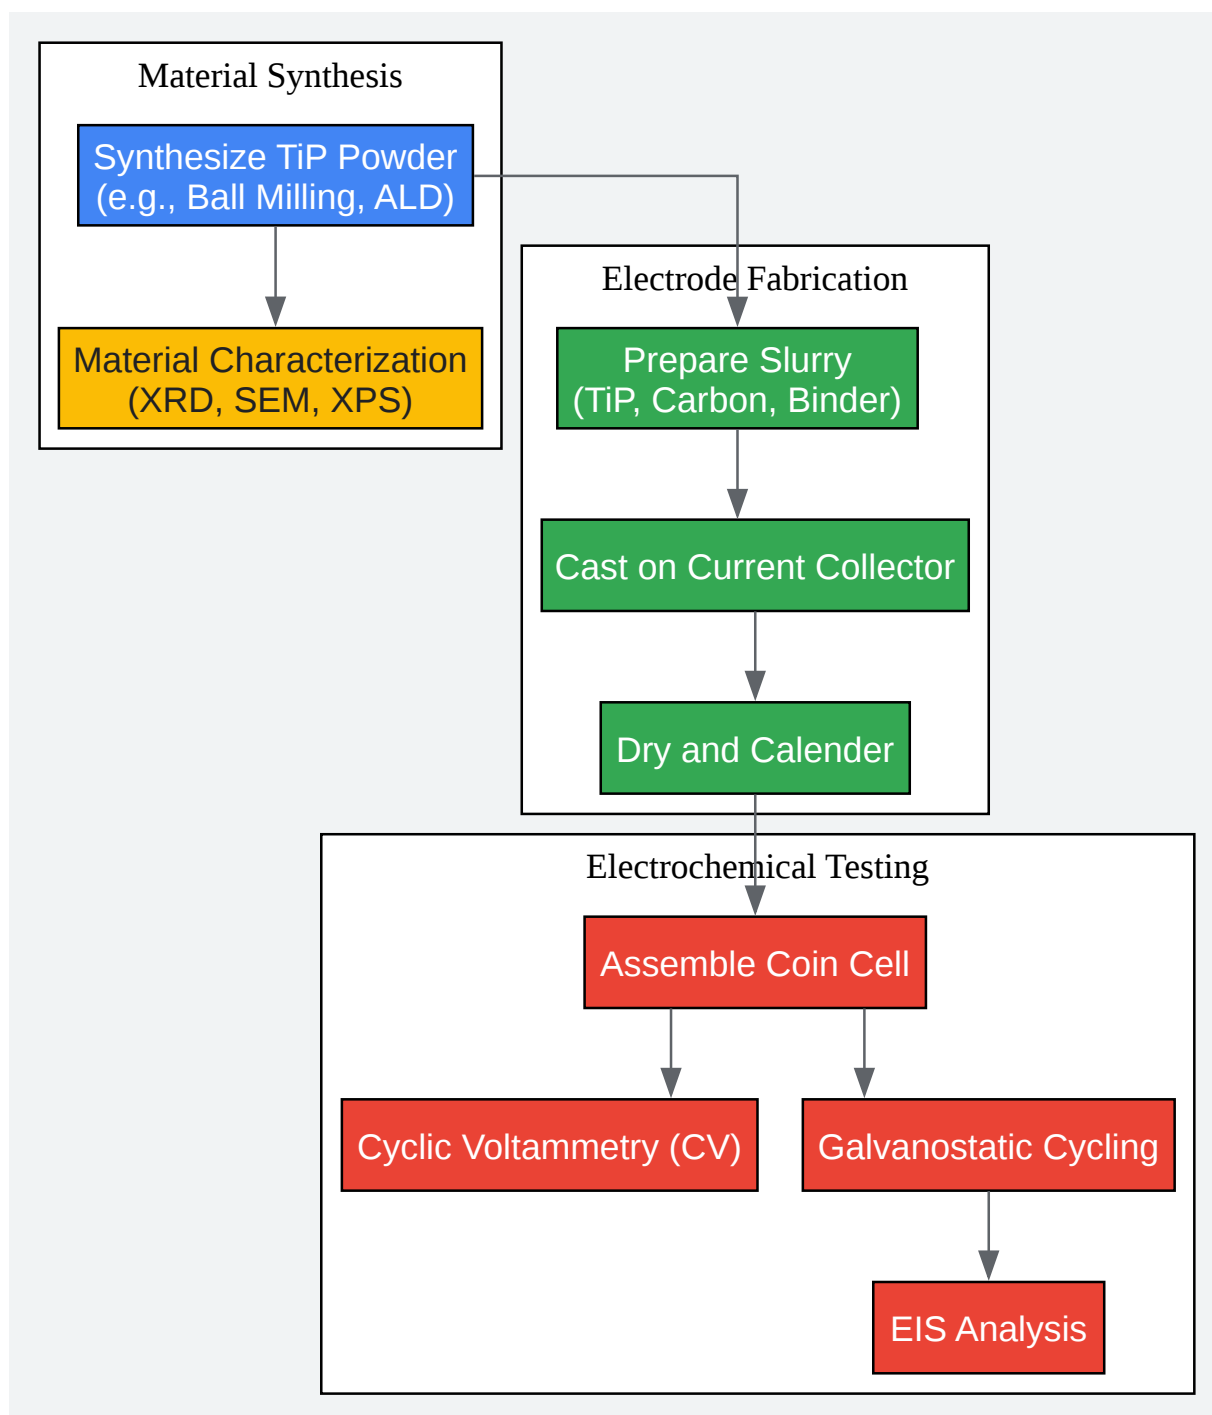 Material Synthesis
Synthesize TiP Powder
(e.g., Ball Milling, ALD)
Material Characterization
(XRD, SEM, XPS)
Electrode Fabrication
Prepare Slurry
(TiP, Carbon, Binder)
Cast on Current Collector
Dry and Calender
Electrochemical Testing
Assemble Coin Cell
Cyclic Voltammetry (CV)
Galvanostatic Cycling
EIS Analysis